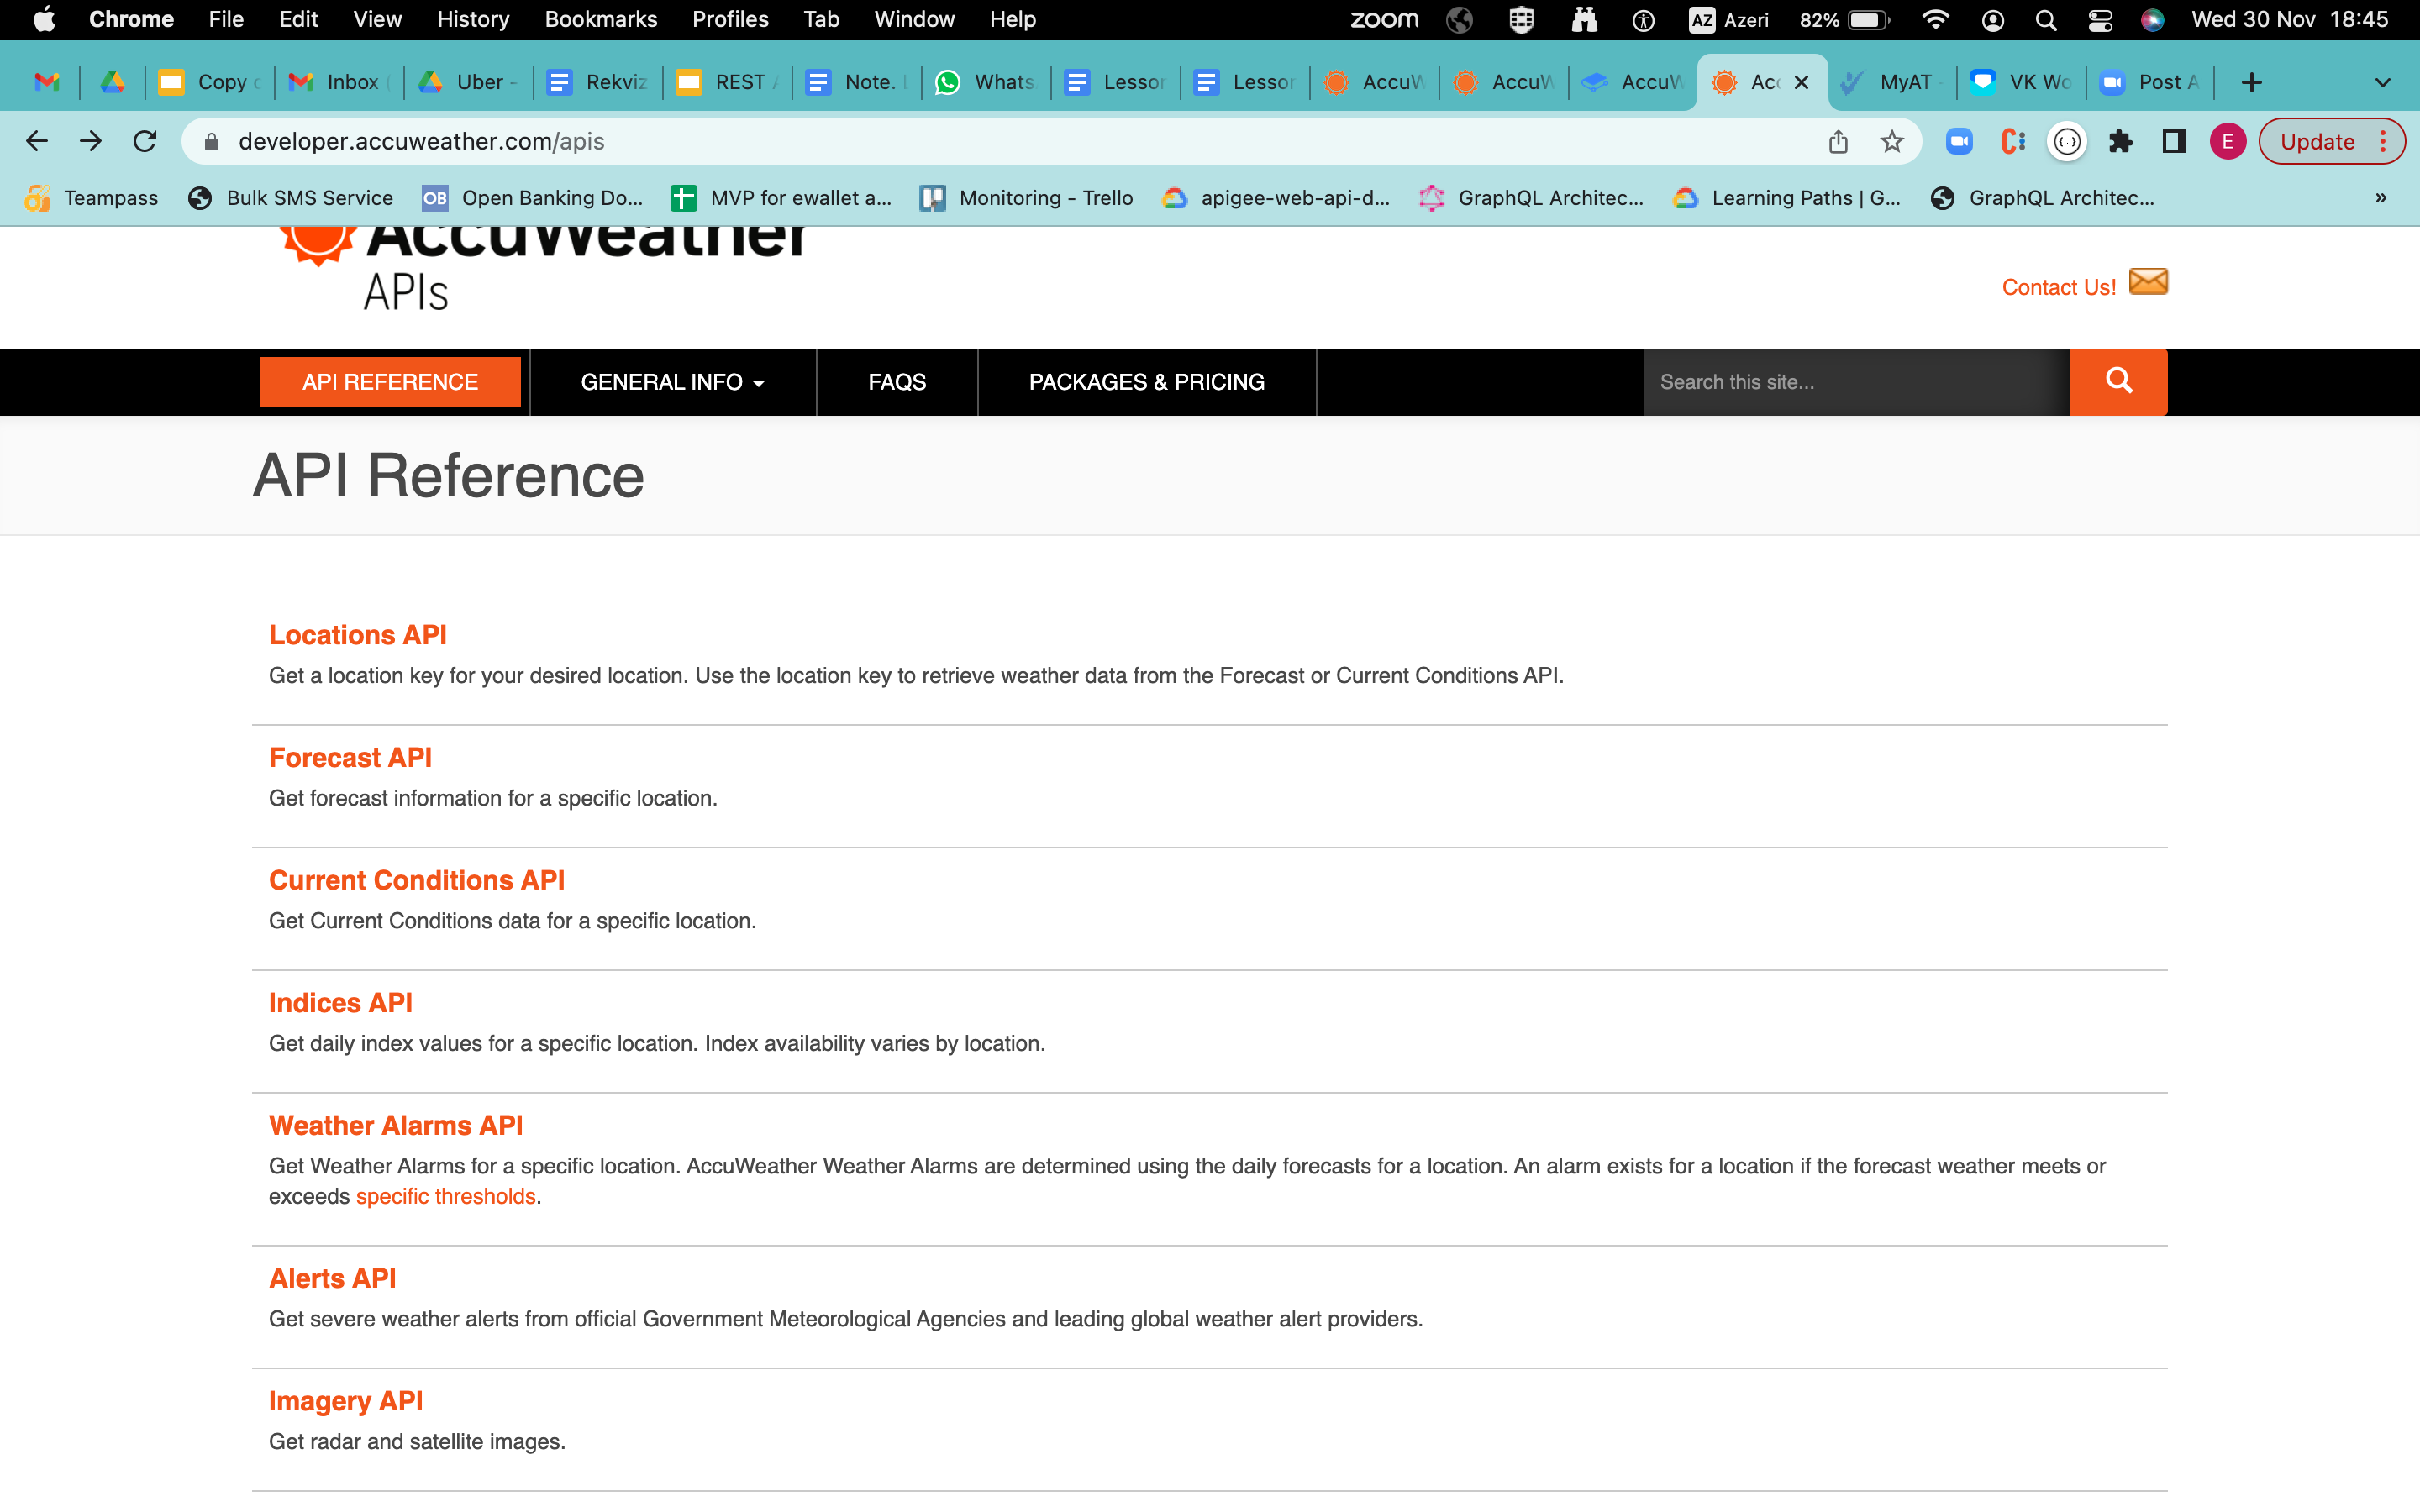 Chrome File Edit View History Bookmarks Profiles Tab Window Help zoom AZ Azeri 82% Wed 30 Nov 18:45
Copy Inbox Uber - Rekviz REST Note. Whats Lessor Lessor AccuW AccuW AccuW Acc MyAT VK Wo Post A
developer.accuweather.com/apis E Update
Teampass Bulk SMS Service OB Open Banking Do... MVP for ewallet a... Monitoring - Trello apigee-web-api-d... GraphQL Architec... Learning Paths | G... GraphQL Architec... »
AccuWeather
APIs
Contact Us!
API REFERENCE GENERAL INFO FAQS PACKAGES & PRICING Search this site...
API Reference
Locations API
Get a location key for your desired location. Use the location key to retrieve weather data from the Forecast or Current Conditions API.
Forecast API
Get forecast information for a specific location.
Current Conditions API
Get Current Conditions data for a specific location.
Indices API
Get daily index values for a specific location. Index availability varies by location.
Weather Alarms API
Get Weather Alarms for a specific location. AccuWeather Weather Alarms are determined using the daily forecasts for a location. An alarm exists for a location if the forecast weather meets or
exceeds specific thresholds.
Alerts API
Get severe weather alerts from official Government Meteorological Agencies and leading global weather alert providers.
Imagery API
Get radar and satellite images.